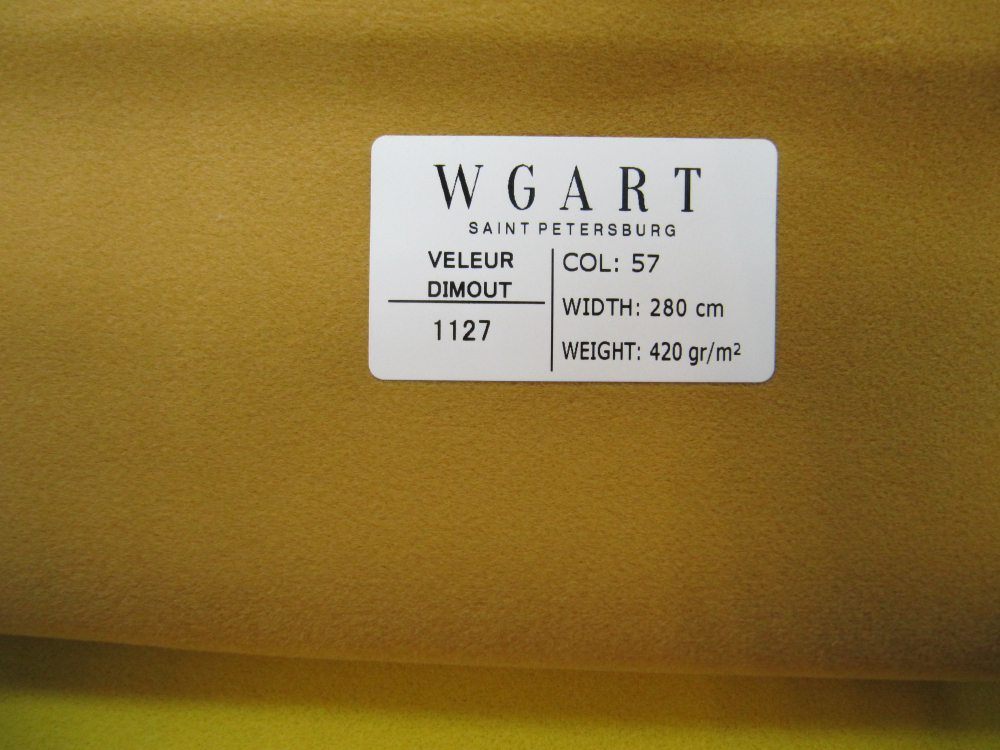 WGART
SAINT PETERSBURG
VELEUR
DIMOUT
1127
COL: 57
WIDTH: 280 cm
WEIGHT: 420 gr/m²